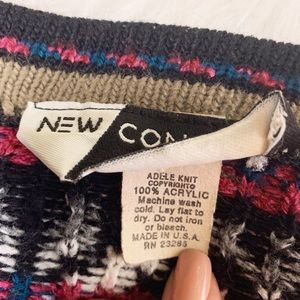 NEW CON
ADELE KNIT
COPYRIGHT©
100% ACRYLIC
Machine wash
cold. Lay flat to
dry. Do not iron
or bleach.
MADE IN U.S.A.
RN 23285